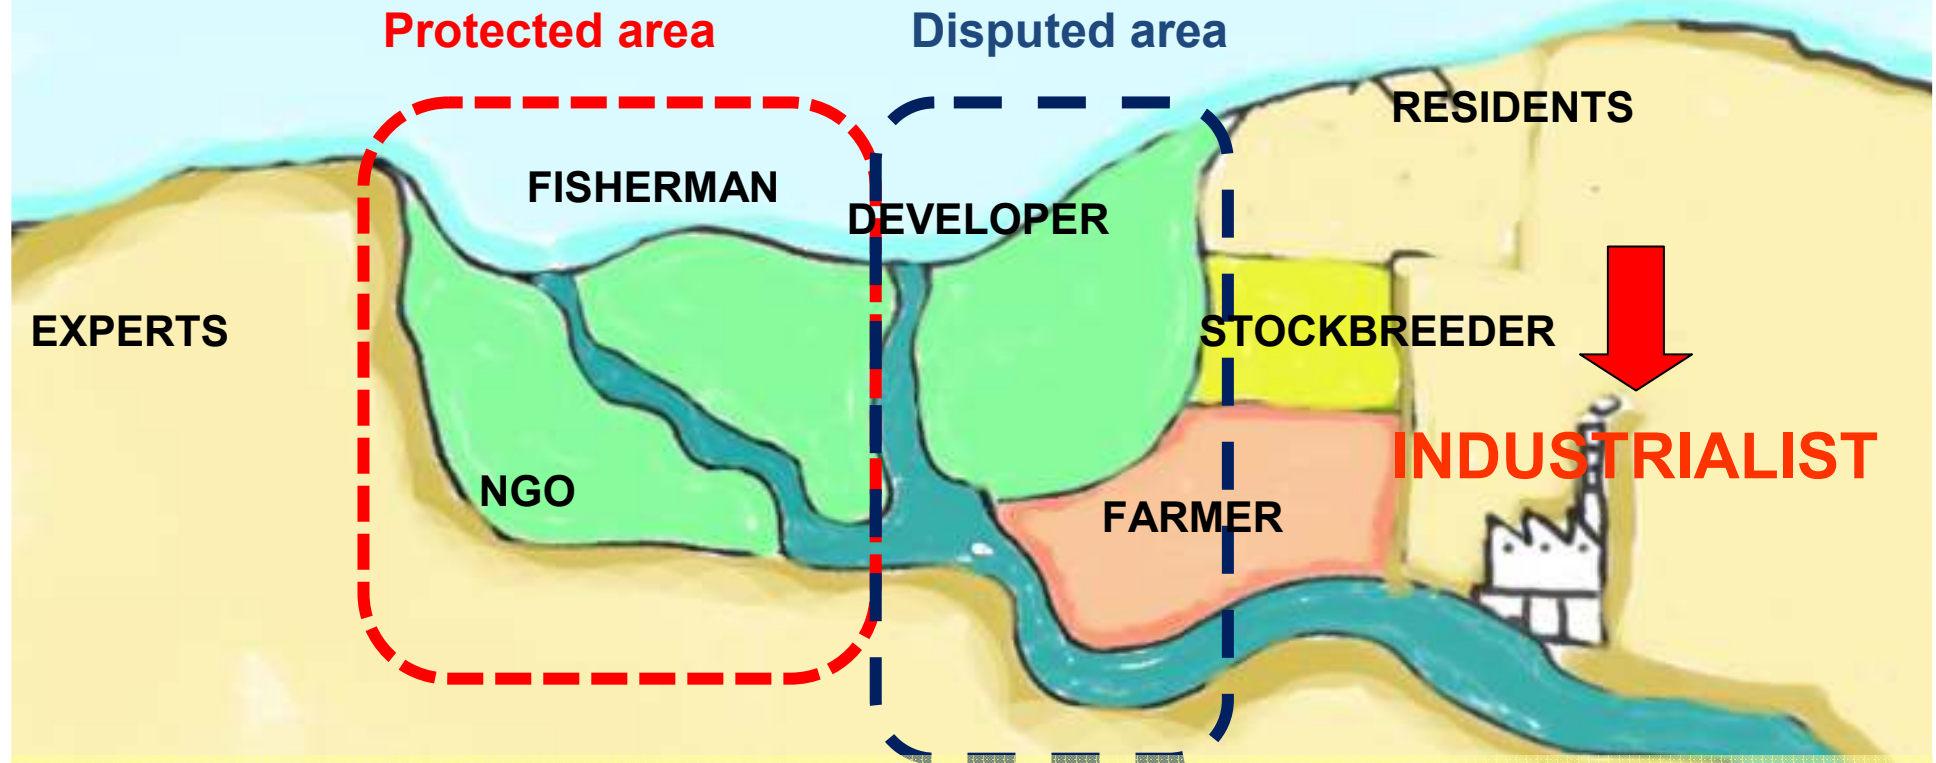 Protected area
Disputed area
RESIDENTS
FISHERMAN
DEVELOPER
EXPERTS
STOCKBREEDER
INDUSTRIALIST
NGO
FARMER